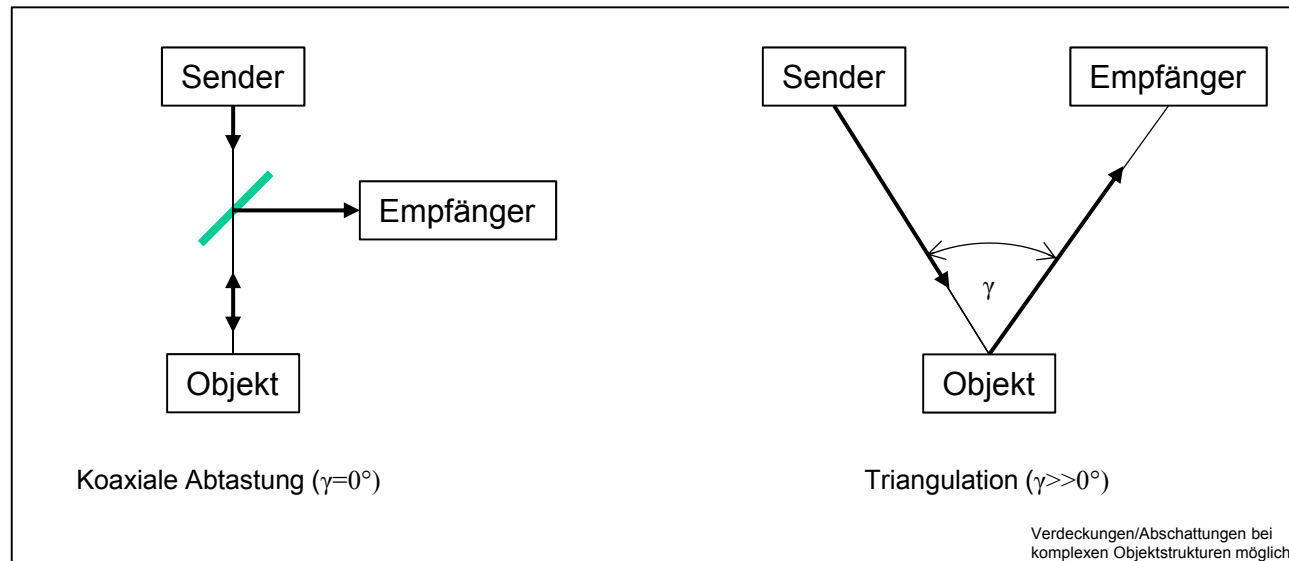 Sender
Empfänger
Objekt
Koaxiale Abtastung (γ=0°)
Sender
Empfänger
γ
Objekt
Triangulation (γ>>0°)
Verdeckungen/Abschattungen bei
komplexen Objektstrukturen möglich